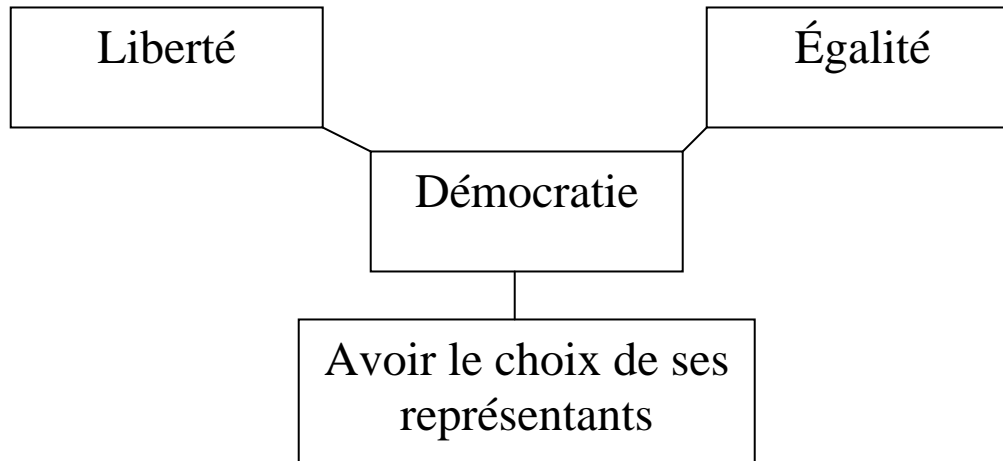 Liberté
Égalité
Démocratie
Avoir le choix de ses
représentants